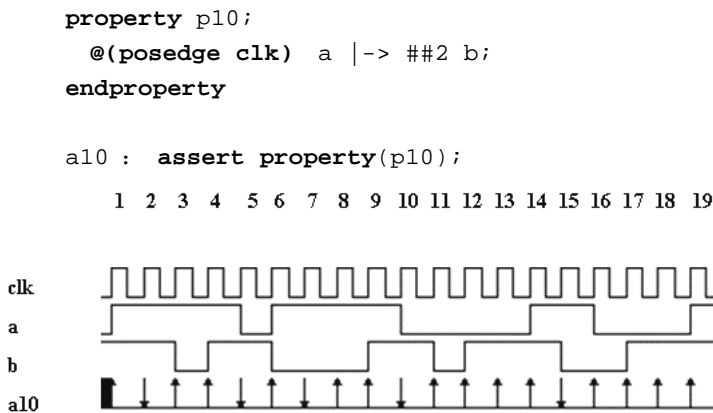 property p10;
@(posedge clk) a |-> ##2 b;
endproperty
a10 : assert property(p10);
1 2 3 4 5 6 7 8 9 10 11 12 13 14 15 16 17 18 19
clk
a
b
a10